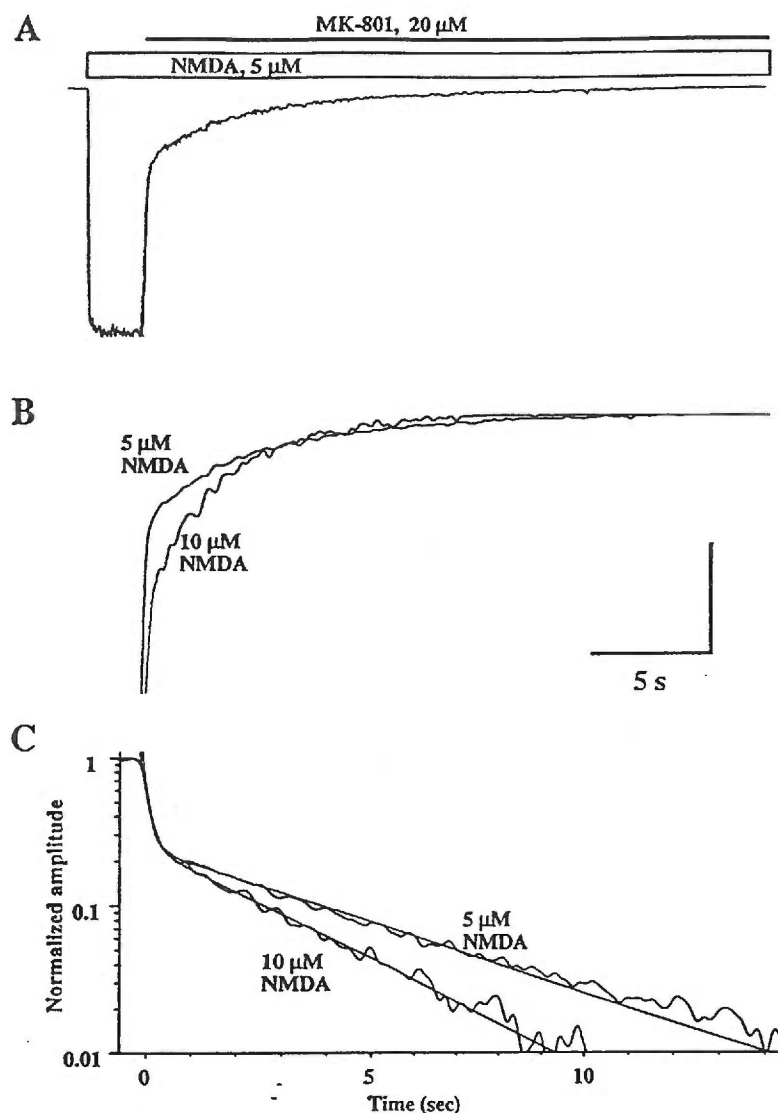 A
MK-801, 20 µM
NMDA, 5 µM
B
5 µM
NMDA
10 µM
NMDA
5 s
C
1
0.1
0.01
Normalized amplitude
5 µM
NMDA
10 µM
NMDA
0
5
10
Time (sec)